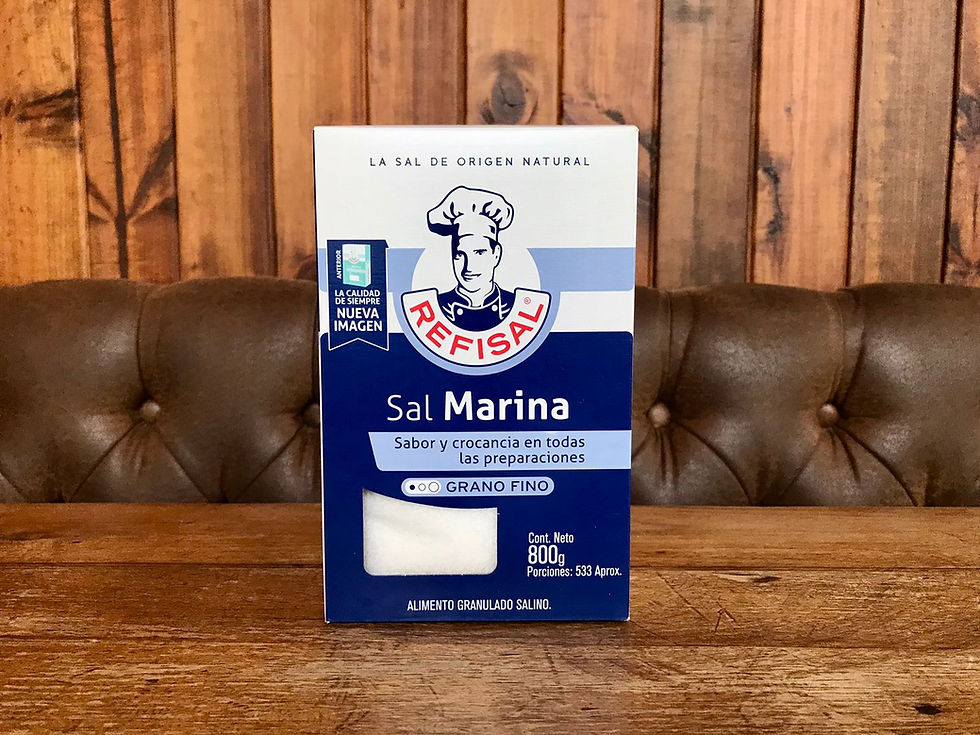 LA SAL DE ORIGEN NATURAL
ANTERIOR
LA CALIDAD
DE SIEMPRE
NUEVA
IMAGEN
REFISAL®
Sal Marina
Sabor y crocancia en todas
las preparaciones
GRANO FINO
Cont. Neto
800g
Porciones: 533 Aprox.
ALIMENTO GRANULADO SALINO.